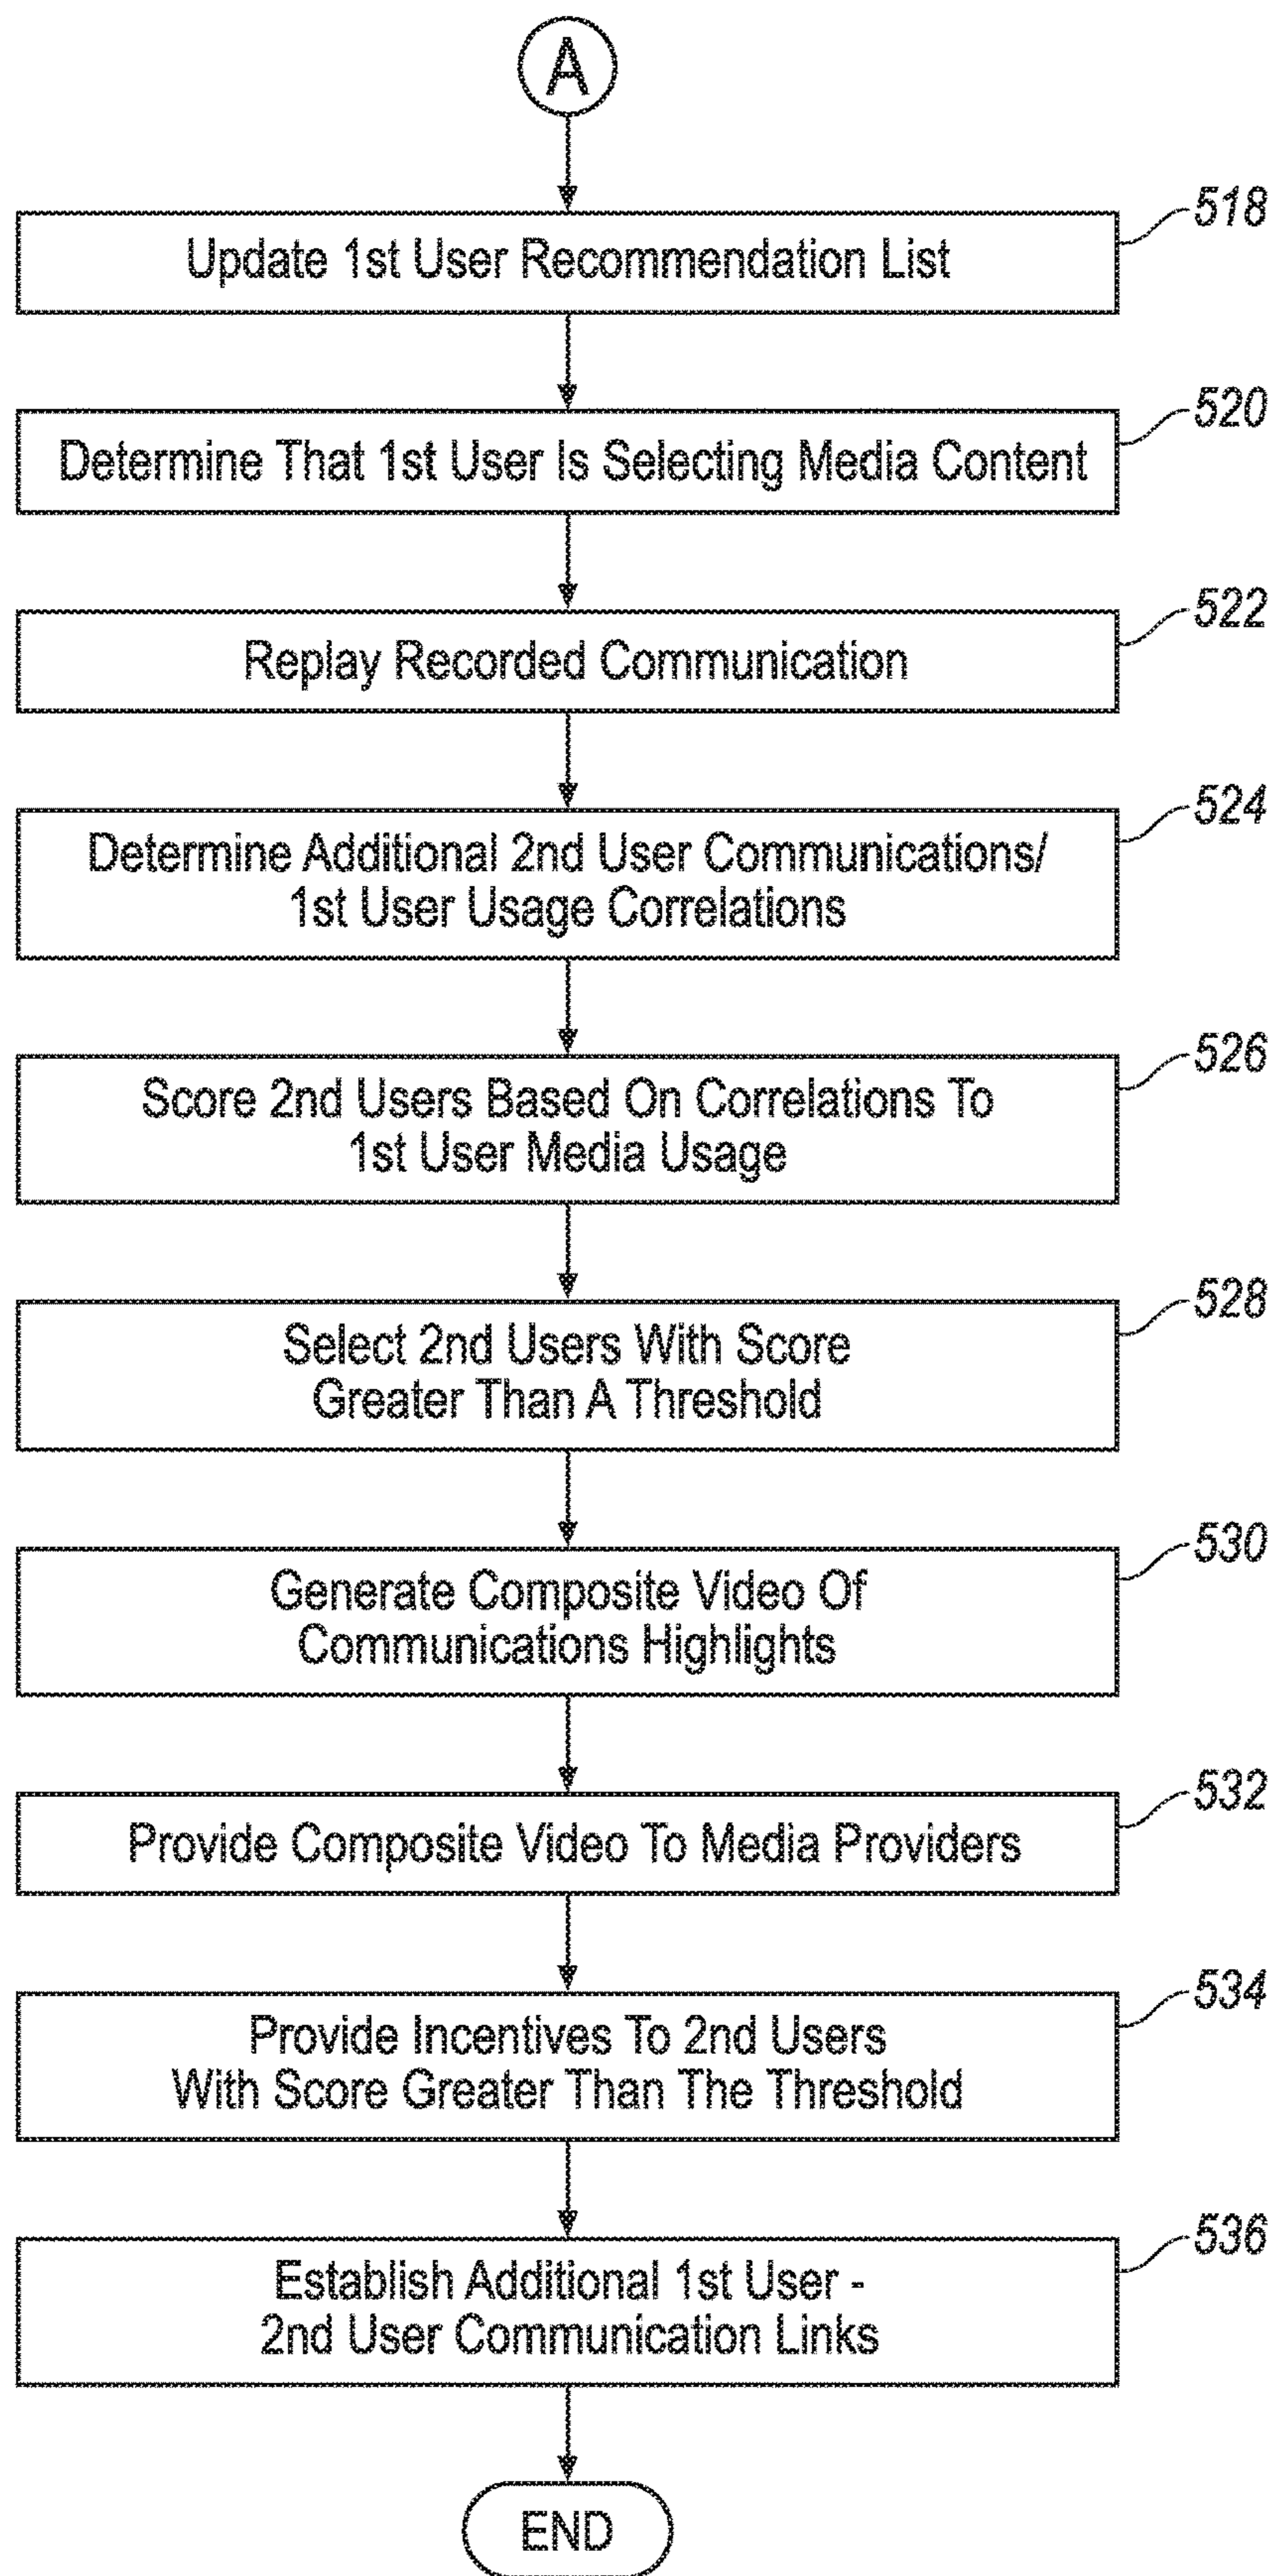 A
518
Update 1st User Recommendation List
520
Determine That 1st User Is Selecting Media Content
522
Replay Recorded Communication
524
Determine Additional 2nd User Communications/
1st User Usage Correlations
526
Score 2nd Users Based On Correlations To
1st User Media Usage
528
Select 2nd Users With Score
Greater Than A Threshold
530
Generate Composite Video Of
Communications Highlights
532
Provide Composite Video To Media Providers
534
Provide Incentives To 2nd Users
With Score Greater Than The Threshold
536
Establish Additional 1st User -
2nd User Communication Links
END